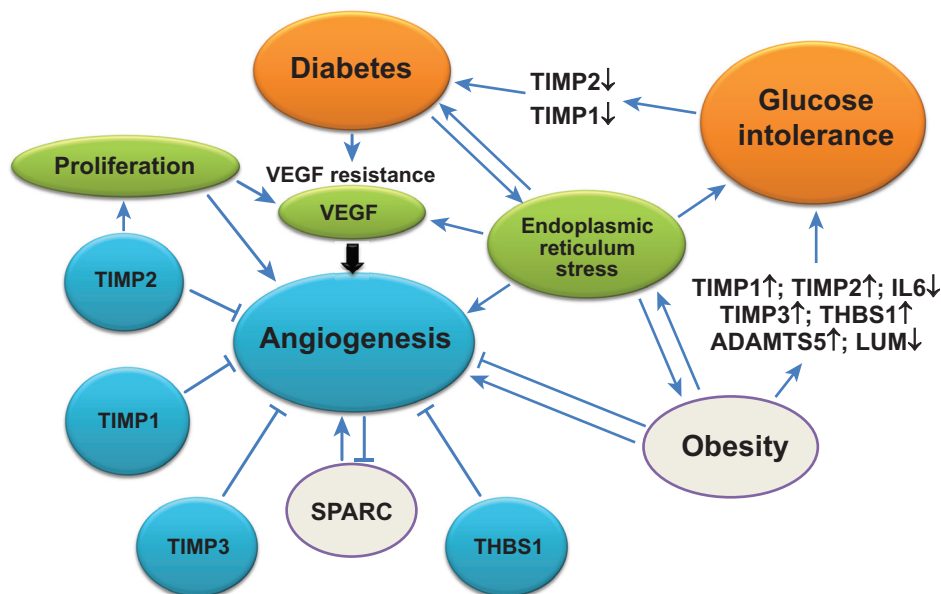 Diabetes
TIMP2↓
TIMP1↓
Glucose
intolerance
Proliferation
VEGF resistance
VEGF
Endoplasmic
reticulum
stress
TIMP2
TIMP1↑; TIMP2↑; IL6↓
TIMP3↑; THBS1↑
ADAMTS5↑; LUM↓
Angiogenesis
TIMP1
Obesity
SPARC
TIMP3
THBS1